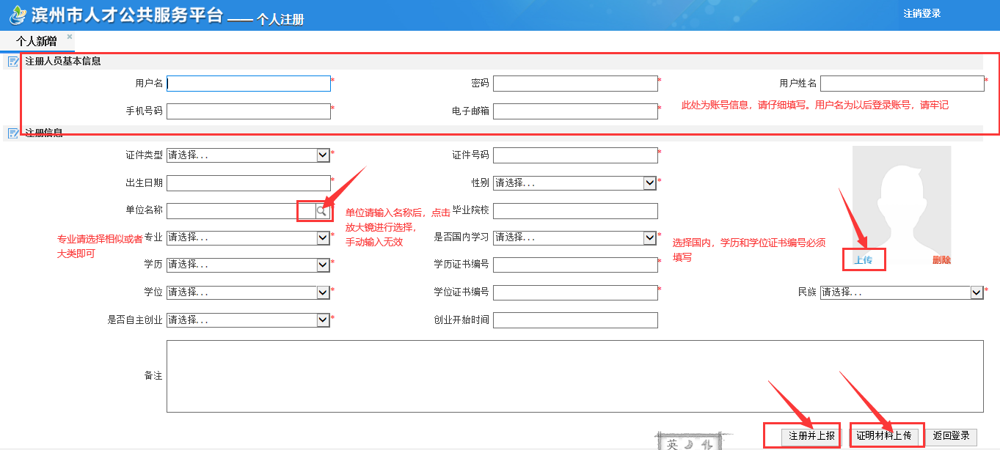 滨州市人才公共服务平台 —— 个人注册
注销登录
个人新增
注册人员基本信息
用户名 * 密码 * 用户姓名 *
手机号码 * 电子邮箱 * 此处为账号信息，请仔细填写。用户名为以后登录账号，请牢记
注册信息
证件类型 请选择... * 证件号码 *
出生日期 * 性别 请选择... *
单位名称 * 毕业院校
单位请输入名称后，点击
放大镜进行选择，
手动输入无效
专业请选择相似或者
大类即可
专业 请选择... * 是否国内学习 请选择... *
选择国内，学历和学位证书编号必须
填写
上传 删除
学历 请选择... * 学历证书编号 *
学位 请选择... * 学位证书编号 * 民族 请选择... *
是否自主创业 请选择... * 创业开始时间
备注
注册并上报 证明材料上传 返回登录
英